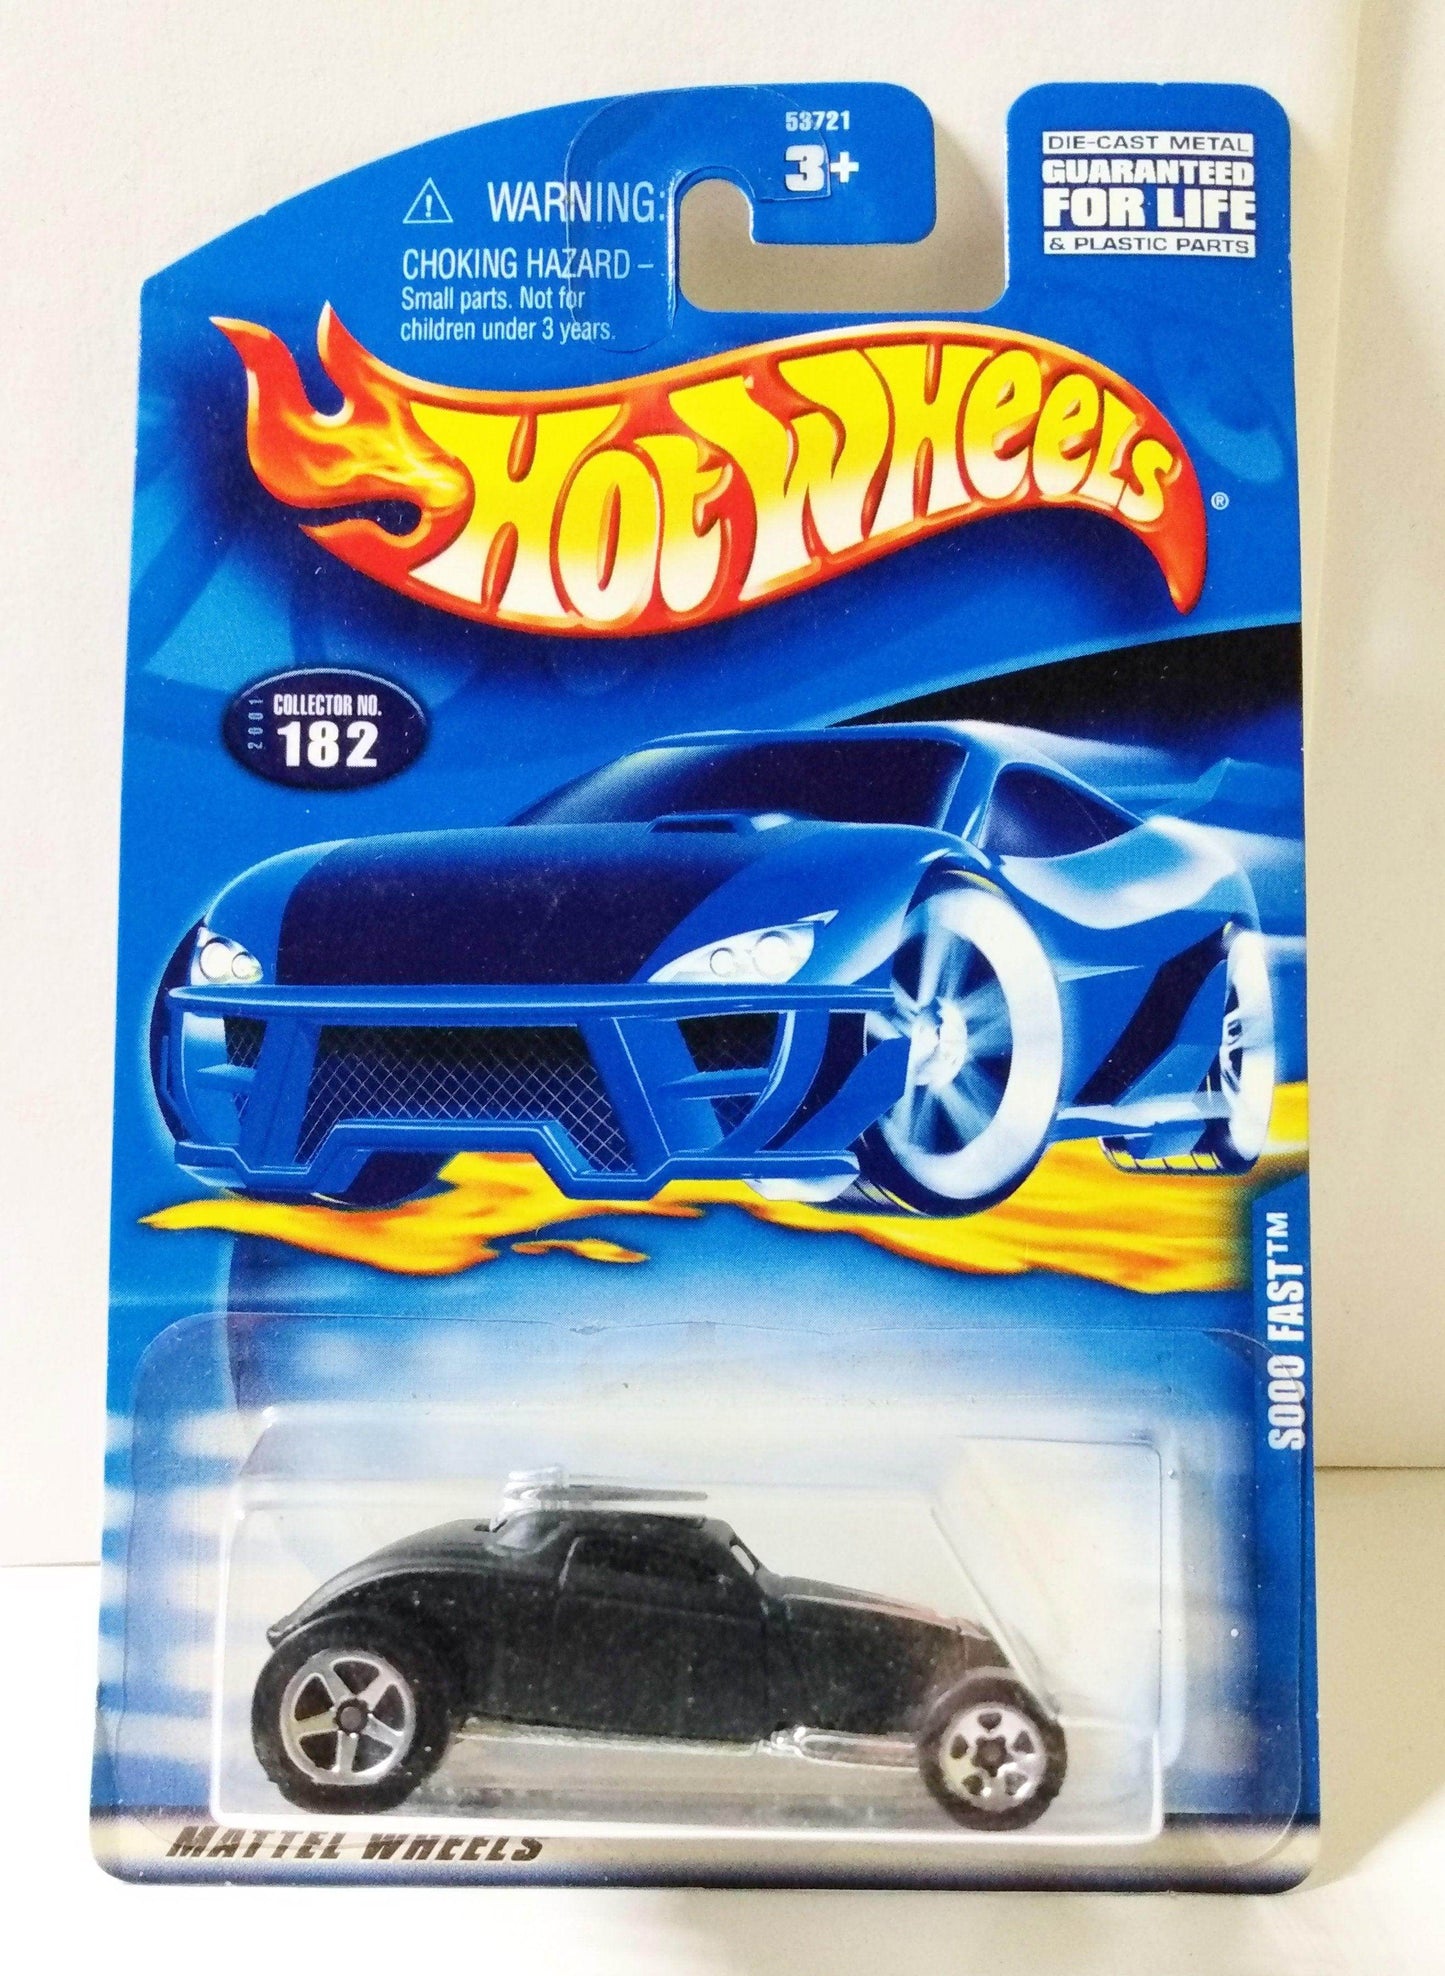 53721
3+
⚠ WARNING:
CHOKING HAZARD –
Small parts. Not for
children under 3 years.
DIE-CAST METAL
GUARANTEED
FOR LIFE
& PLASTIC PARTS
HOT WHEELS®
2001
COLLECTOR NO.
182
SOOO FAST™
MATTEL WHEELS